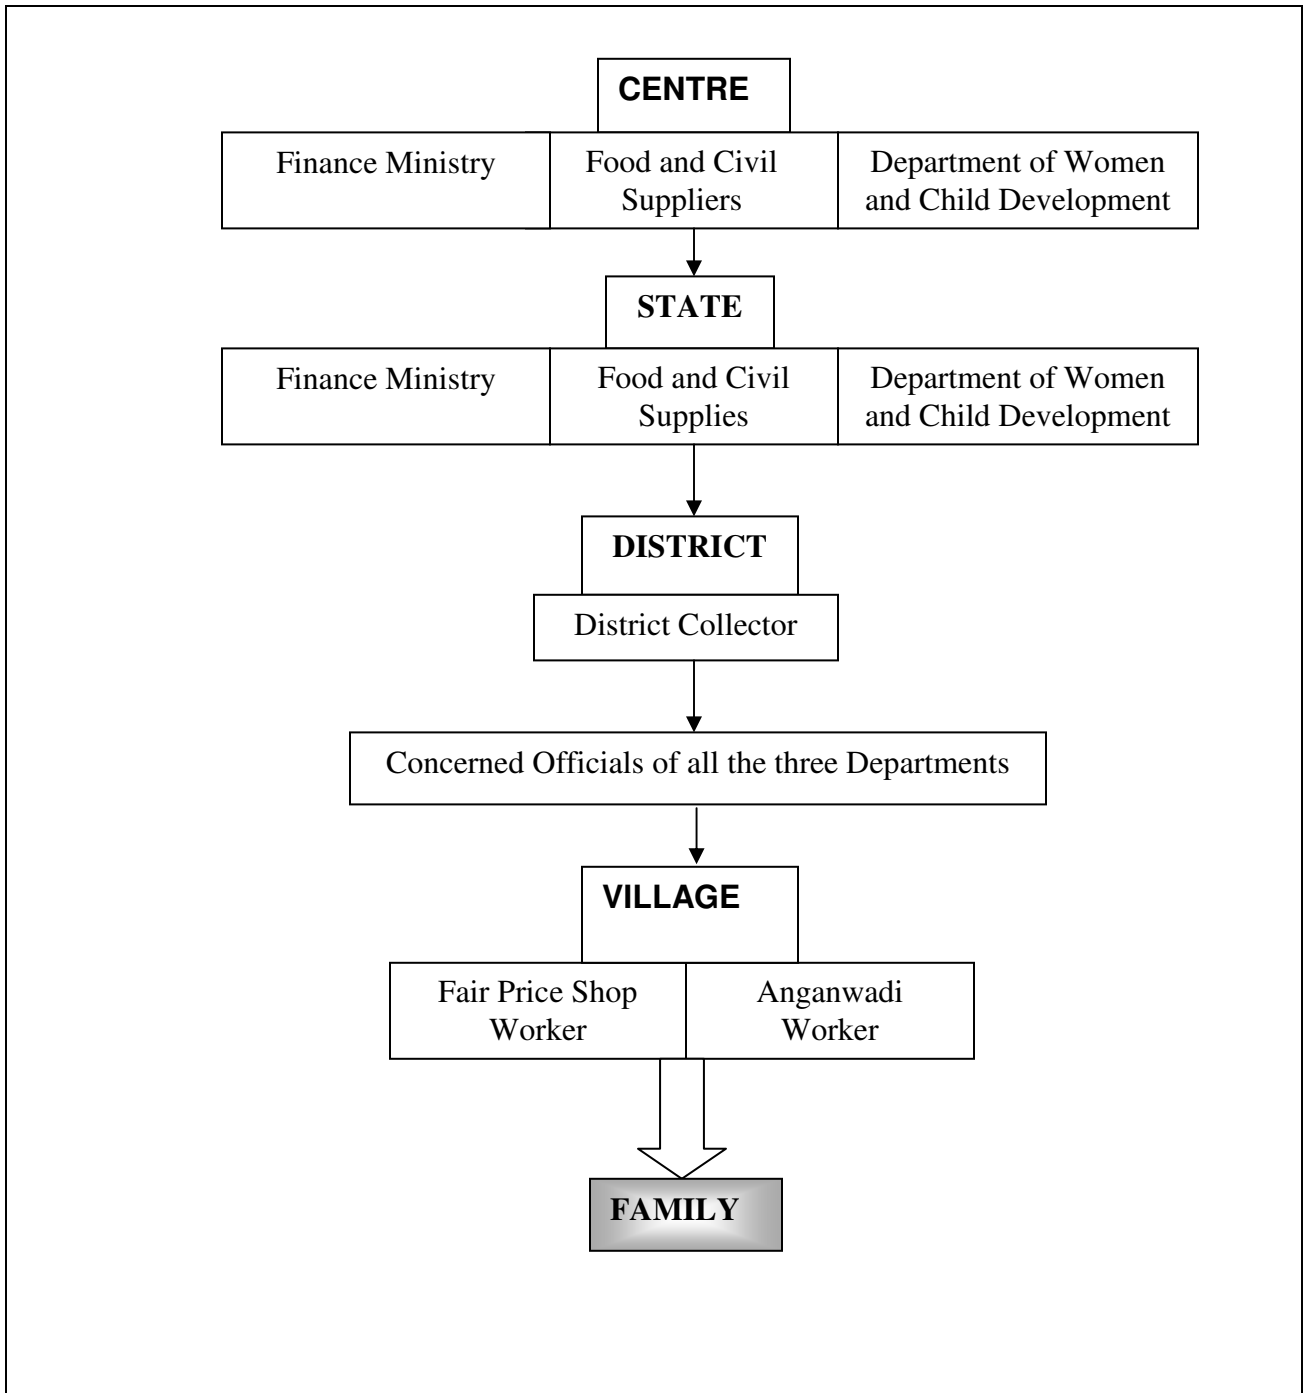 CENTRE
Finance Ministry
Food and Civil
Suppliers
Department of Women
and Child Development
STATE
Finance Ministry
Food and Civil
Supplies
Department of Women
and Child Development
DISTRICT
District Collector
Concerned Officials of all the three Departments
VILLAGE
Fair Price Shop
Worker
Anganwadi
Worker
FAMILY